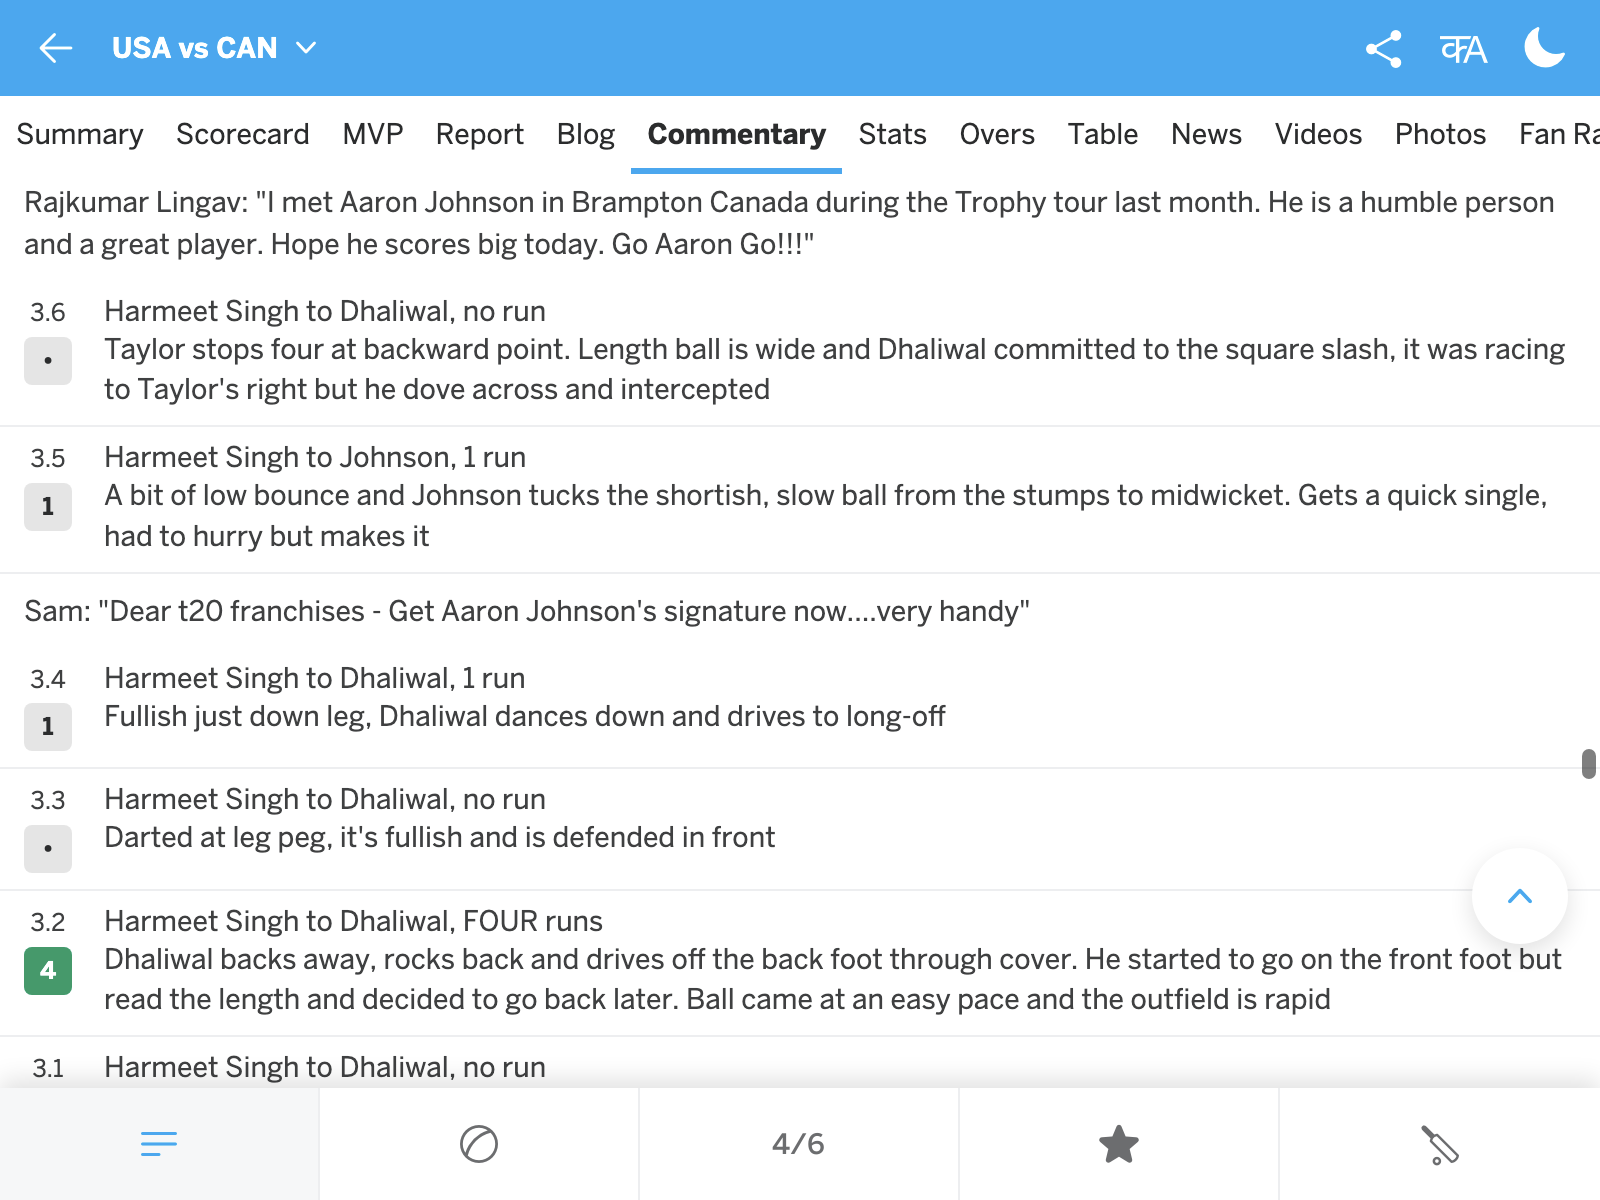 USA vs CAN
काA
Summary Scorecard MVP Report Blog Commentary Stats Overs Table News Videos Photos Fan Ra
Rajkumar Lingav: "I met Aaron Johnson in Brampton Canada during the Trophy tour last month. He is a humble person
and a great player. Hope he scores big today. Go Aaron Go!!!"
3.6 Harmeet Singh to Dhaliwal, no run
• Taylor stops four at backward point. Length ball is wide and Dhaliwal committed to the square slash, it was racing
to Taylor's right but he dove across and intercepted
3.5 Harmeet Singh to Johnson, 1 run
1 A bit of low bounce and Johnson tucks the shortish, slow ball from the stumps to midwicket. Gets a quick single,
had to hurry but makes it
Sam: "Dear t20 franchises - Get Aaron Johnson's signature now....very handy"
3.4 Harmeet Singh to Dhaliwal, 1 run
1 Fullish just down leg, Dhaliwal dances down and drives to long-off
3.3 Harmeet Singh to Dhaliwal, no run
• Darted at leg peg, it's fullish and is defended in front
3.2 Harmeet Singh to Dhaliwal, FOUR runs
4 Dhaliwal backs away, rocks back and drives off the back foot through cover. He started to go on the front foot but
read the length and decided to go back later. Ball came at an easy pace and the outfield is rapid
3.1 Harmeet Singh to Dhaliwal, no run
4/6